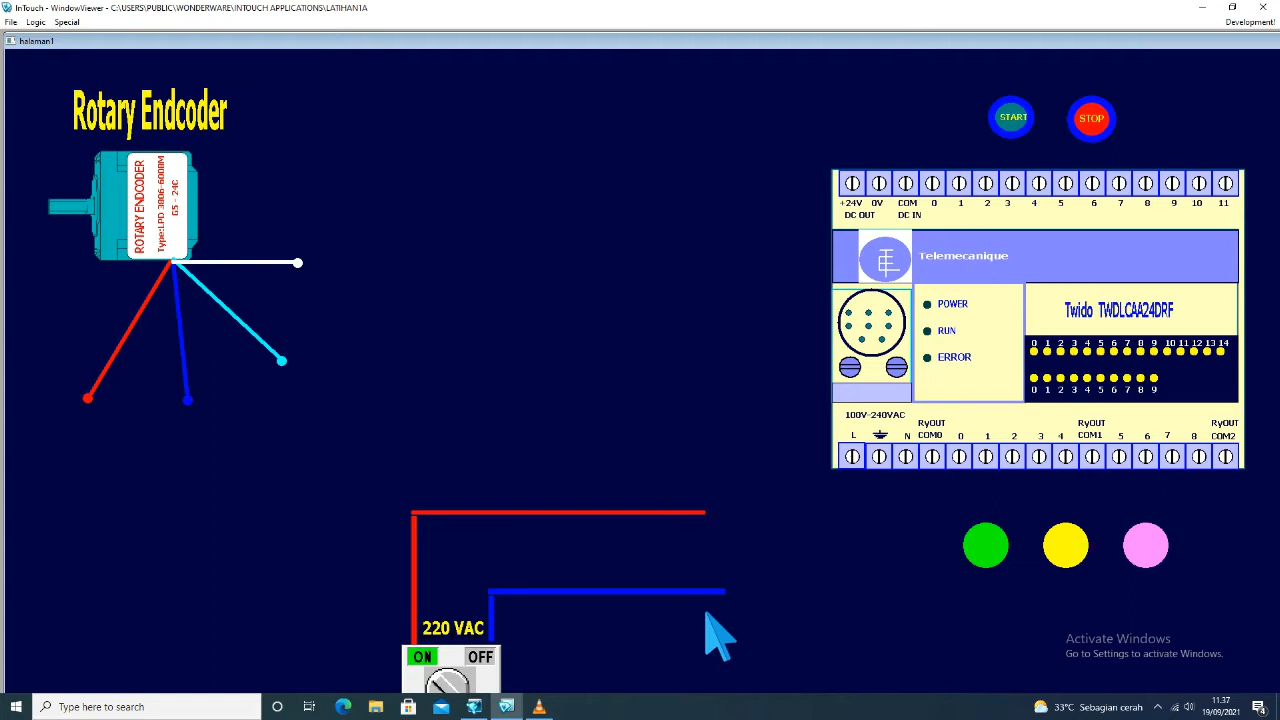 InTouch - WindowViewer - C:\USERS\PUBLIC\WONDERWARE\INTOUCH APPLICATIONS\LATIHAN1A
File Logic Special Development!
halaman1
Rotary Endcoder
ROTARY ENDCODER
Type:LPD 3806-600BM
G5 - 24C
START
STOP
+24V 0V COM 0 1 2 3 4 5 6 7 8 9 10 11
DC OUT DC IN
Telemecanique
POWER
RUN
ERROR
Twido TWDLCAA24DRF
0 1 2 3 4 5 6 7 8 9 10 11 12 13 14
0 1 2 3 4 5 6 7 8 9
100V-240VAC
RyOUT RyOUT RyOUT
L N COM0 0 1 2 3 4 COM1 5 6 7 8 COM2
220 VAC
ON OFF
Activate Windows
Go to Settings to activate Windows.
Type here to search
33°C Sebagian cerah
11.37
19/09/2021
4